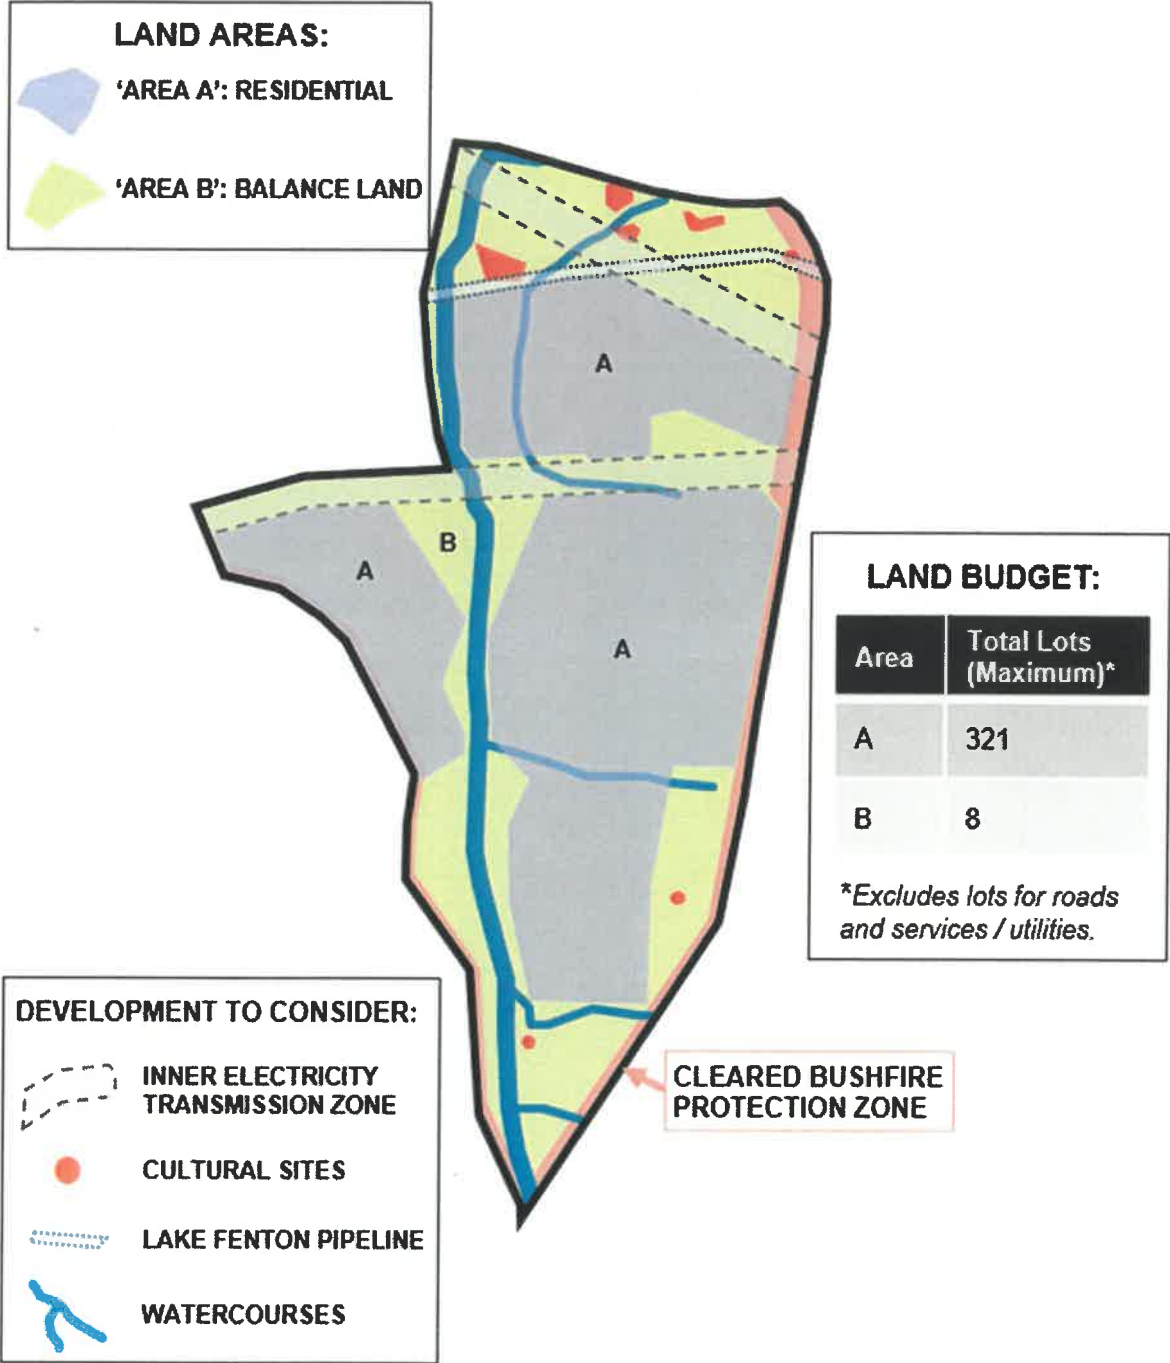 LAND AREAS:
‘AREA A’: RESIDENTIAL
‘AREA B’: BALANCE LAND
A
B
A
A
LAND BUDGET:
Area Total Lots
(Maximum)*
A 321
B 8
*Excludes lots for roads
and services / utilities.
DEVELOPMENT TO CONSIDER:
INNER ELECTRICITY
TRANSMISSION ZONE
CULTURAL SITES
LAKE FENTON PIPELINE
WATERCOURSES
CLEARED BUSHFIRE
PROTECTION ZONE